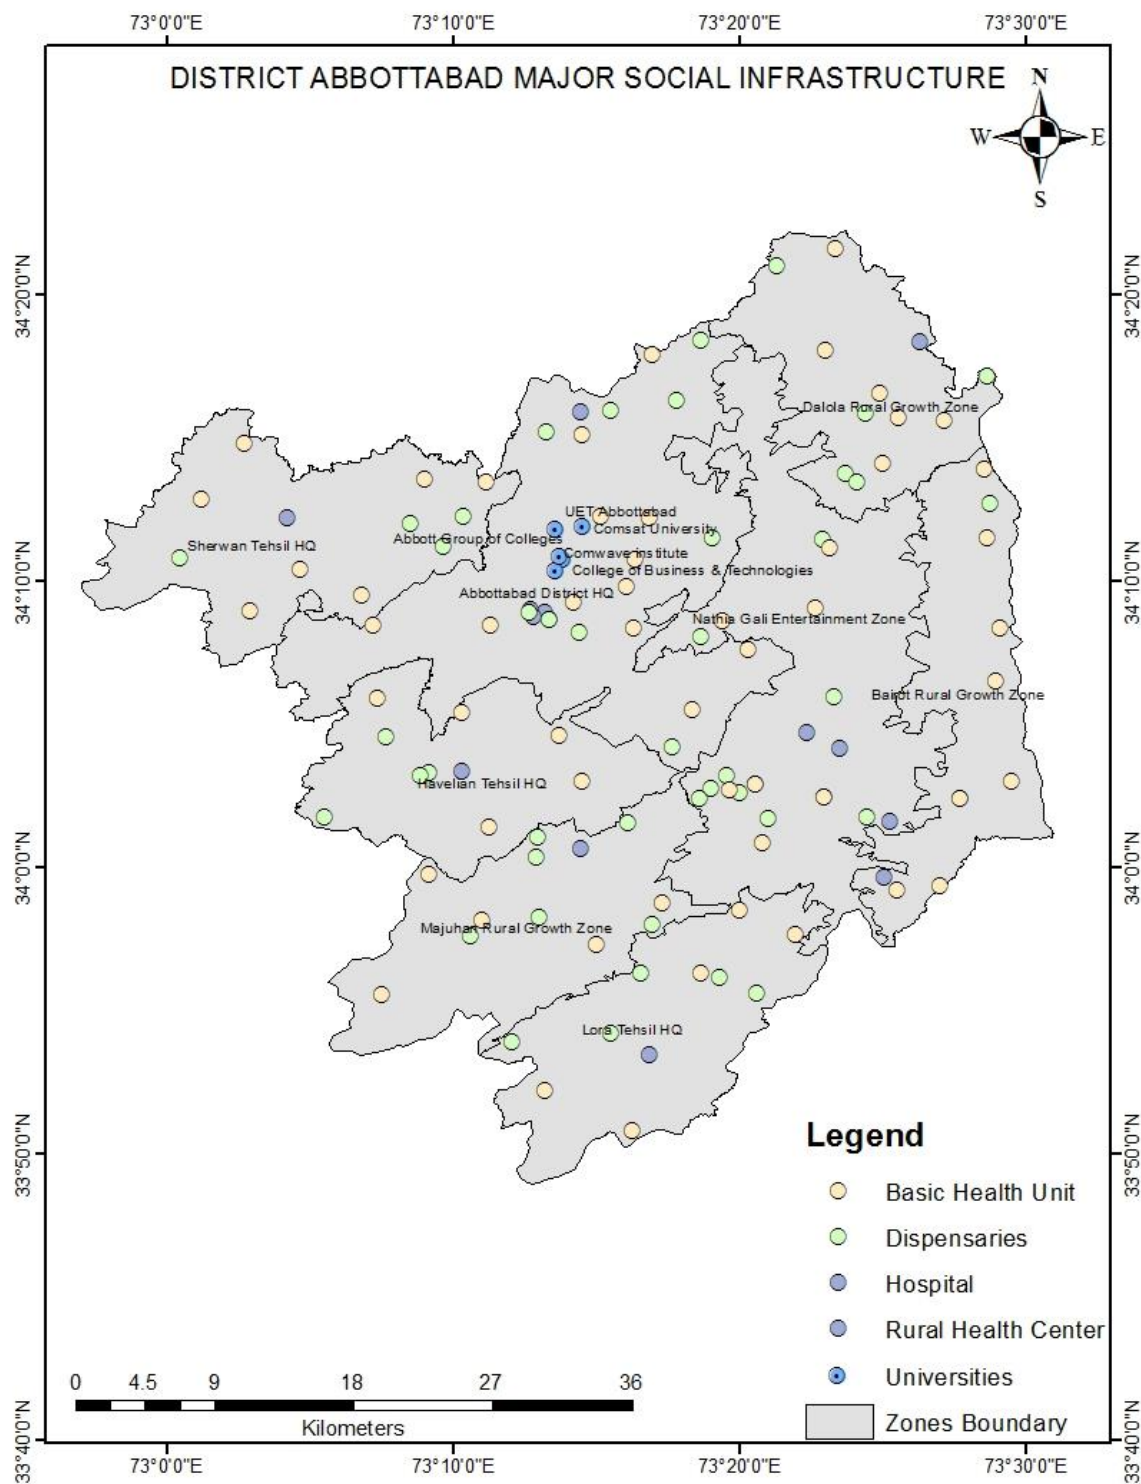 73°0'0"E 73°10'0"E 73°20'0"E 73°30'0"E
DISTRICT ABBOTTABAD MAJOR SOCIAL INFRASTRUCTURE
N
W E
S
34°20'0"N 34°20'0"N
Dalola Rural Growth Zone
UET Abbottabad
Comsat University
Abbott Group of Colleges
Sherwan Tehsil HQ
Comwave institute
34°10'0"N 34°10'0"N
College of Business & Technologies
Abbottabad District HQ
Nathia Gali Entertainment Zone
Bairot Rural Growth Zone
Havelian Tehsil HQ
34°0'0"N 34°0'0"N
Majuhan Rural Growth Zone
Lora Tehsil HQ
33°50'0"N 33°50'0"N
Legend
Basic Health Unit
Dispensaries
Hospital
Rural Health Center
Universities
Zones Boundary
0 4.5 9 18 27 36
Kilometers
33°40'0"N 33°40'0"N
73°0'0"E 73°10'0"E 73°20'0"E 73°30'0"E